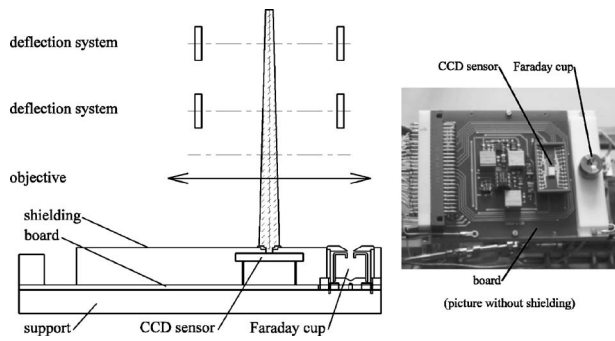 deflection system
deflection system
objective
shielding
board
support
CCD sensor
Faraday cup
CCD sensor
Faraday cup
board
(picture without shielding)